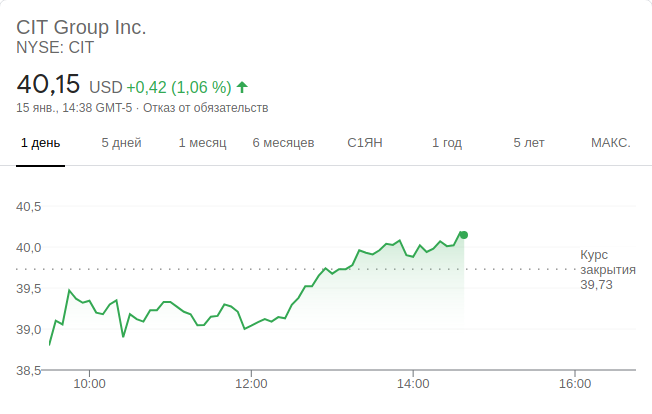 CIT Group Inc.
NYSE: CIT
40,15 USD +0,42 (1,06 %)
15 янв., 14:38 GMT-5 · Отказ от обязательств
1 день 5 дней 1 месяц 6 месяцев С1ЯН 1 год 5 лет МАКС.
40,5
40,0
39,5
39,0
38,5
Курс
закрытия
39,73
10:00 12:00 14:00 16:00